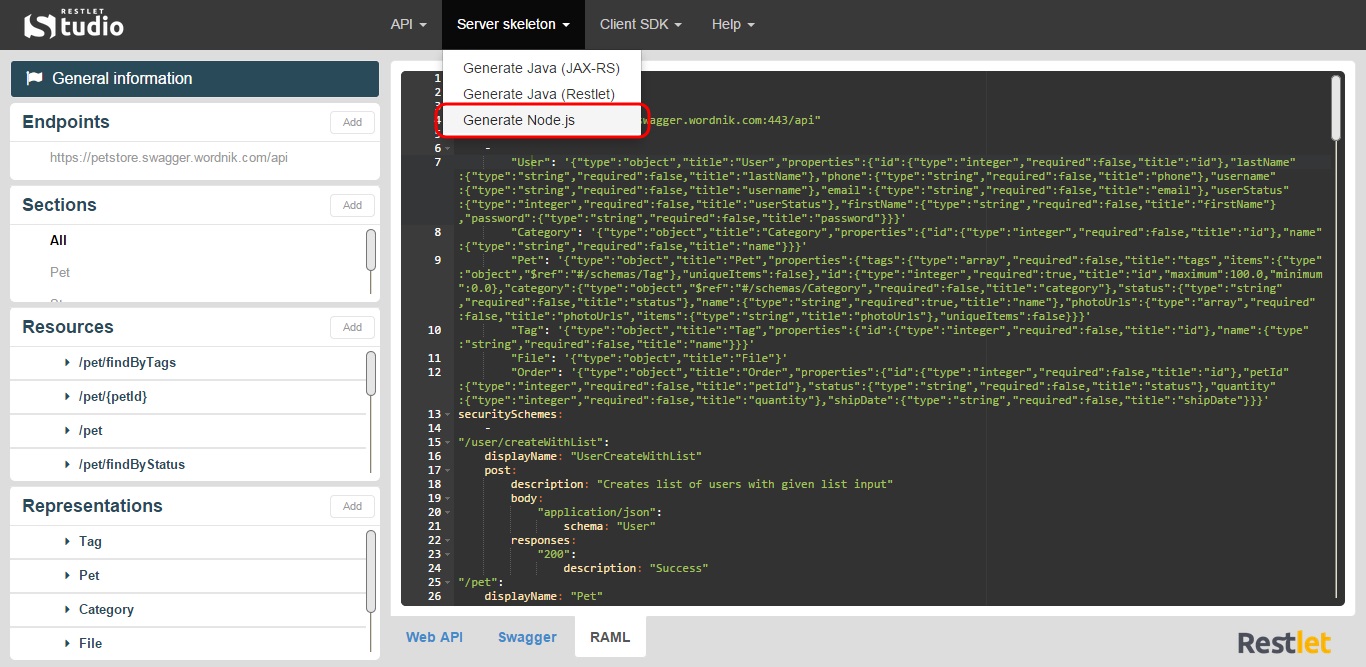 RESTLET
Studio
API
Server skeleton
Client SDK
Help
Generate Java (JAX-RS)
Generate Java (Restlet)
Generate Node.js
General information
Endpoints
Add
https://petstore.swagger.wordnik.com/api
Sections
Add
All
Pet
Resources
Add
/pet/findByTags
/pet/{petId}
/pet
/pet/findByStatus
Representations
Add
Tag
Pet
Category
File
1
2
4 swagger.wordnik.com:443/api"
6 -
7 "User": '{"type":"object","title":"User","properties":{"id":{"type":"integer","required":false,"title":"id"},"lastName"
:{"type":"string","required":false,"title":"lastName"},"phone":{"type":"string","required":false,"title":"phone"},"username"
:{"type":"string","required":false,"title":"username"},"email":{"type":"string","required":false,"title":"email"},"userStatus"
:{"type":"integer","required":false,"title":"userStatus"},"firstName":{"type":"string","required":false,"title":"firstName"}
,"password":{"type":"string","required":false,"title":"password"}}}'
8 "Category": '{"type":"object","title":"Category","properties":{"id":{"type":"integer","required":false,"title":"id"},"name"
:{"type":"string","required":false,"title":"name"}}}'
9 "Pet": '{"type":"object","title":"Pet","properties":{"tags":{"type":"array","required":false,"title":"tags","items":{"type"
:"object","$ref":"#/schemas/Tag"},"uniqueItems":false},"id":{"type":"integer","required":true,"title":"id","maximum":100.0,"minimum"
:0.0},"category":{"type":"object","$ref":"#/schemas/Category","required":false,"title":"category"},"status":{"type":"string"
,"required":false,"title":"status"},"name":{"type":"string","required":true,"title":"name"},"photoUrls":{"type":"array","required"
:false,"title":"photoUrls","items":{"type":"string","title":"photoUrls"},"uniqueItems":false}}}'
10 "Tag": '{"type":"object","title":"Tag","properties":{"id":{"type":"integer","required":false,"title":"id"},"name":{"type"
:"string","required":false,"title":"name"}}}'
11 "File": '{"type":"object","title":"File"}'
12 "Order": '{"type":"object","title":"Order","properties":{"id":{"type":"integer","required":false,"title":"id"},"petId"
:{"type":"integer","required":false,"title":"petId"},"status":{"type":"string","required":false,"title":"status"},"quantity"
:{"type":"integer","required":false,"title":"quantity"},"shipDate":{"type":"string","required":false,"title":"shipDate"}}}'
13 securitySchemes:
14 -
15 "/user/createWithList":
16 displayName: "UserCreateWithList"
17 post:
18 description: "Creates list of users with given list input"
19 body:
20 "application/json":
21 schema: "User"
22 responses:
23 "200":
24 description: "Success"
25 "/pet":
26 displayName: "Pet"
Web API
Swagger
RAML
Restlet